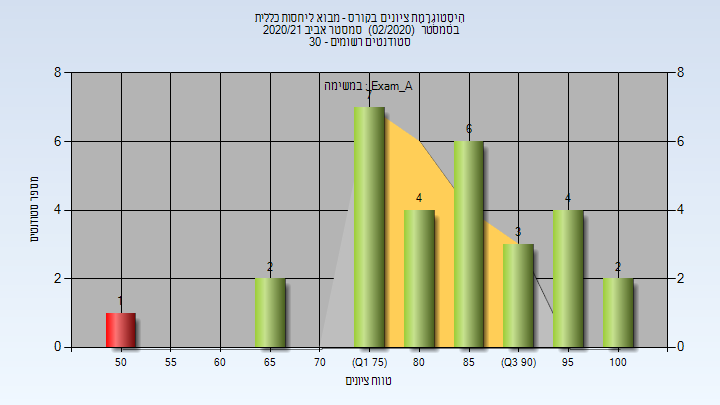 היסטוגרמת ציונים בקורס - מבוא ליחסות כללית
בסמסטר (02/2020) סמסטר אביב 2020/21
סטודנטים רשומים - 30
במשימה : Exam_A
מספר סטודנטים
8 8
6 6
4 4
2 2
0 0
1 2 7 4 6 3 4 2
50 55 60 65 70 (Q1 75) 80 85 (Q3 90) 95 100
טווח ציונים